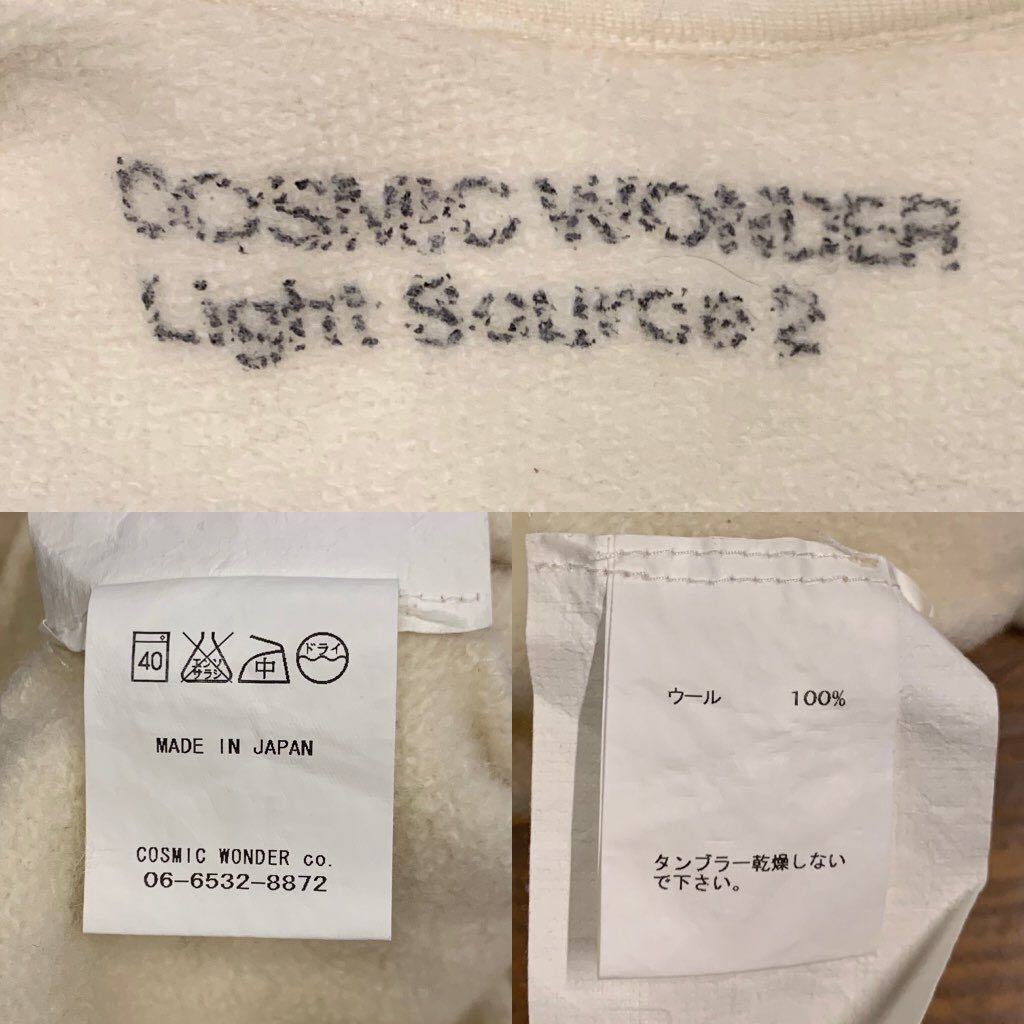 COSMIC WONDER
Light Source 2
40 エンソ サラシ 中 ドライ
MADE IN JAPAN
COSMIC WONDER co.
06-6532-8872
ウール 100%
タンブラー乾燥しない
で下さい。